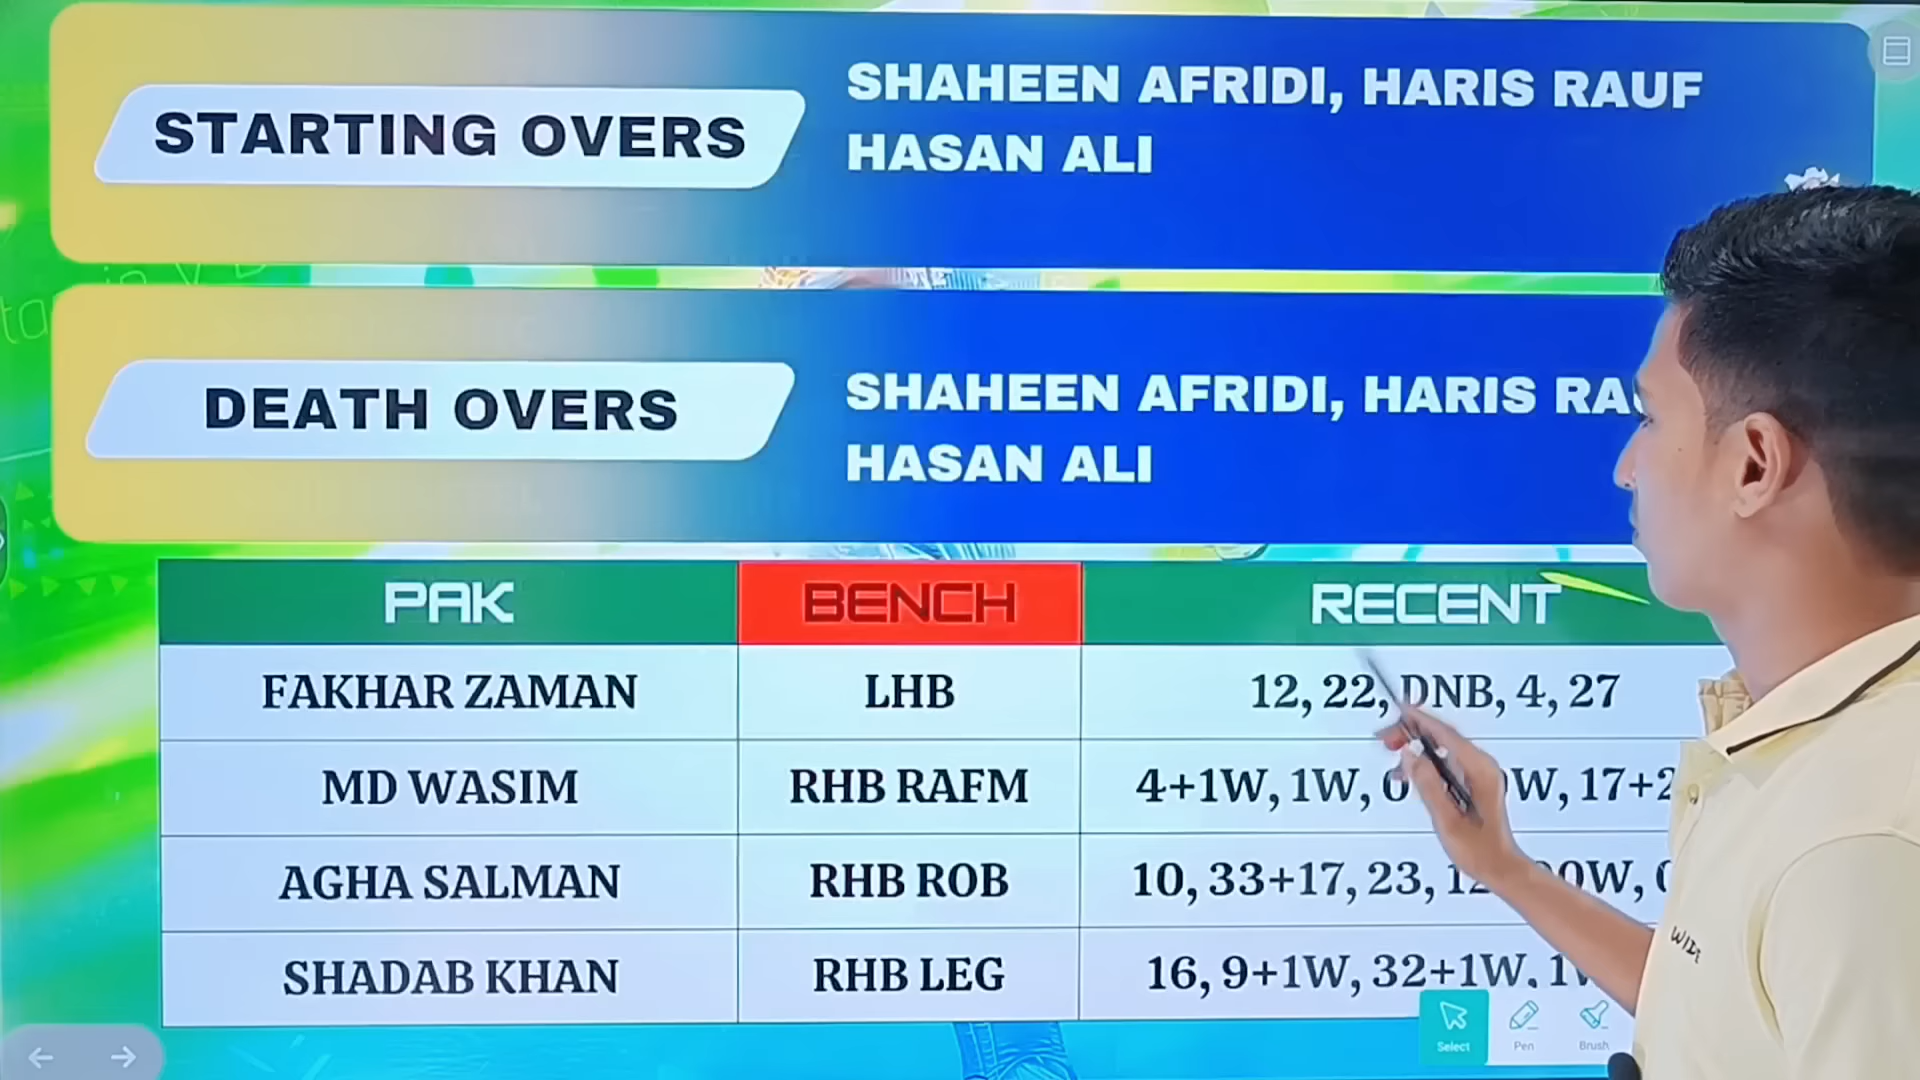 STARTING OVERS
SHAHEEN AFRIDI, HARIS RAUF
HASAN ALI
DEATH OVERS
SHAHEEN AFRIDI, HARIS
HASAN ALI
PAK BENCH RECENT
FAKHAR ZAMAN LHB 12, 22, DNB, 4, 27
MD WASIM RHB RAFM 4+1W, 1W,
AGHA SALMAN RHB ROB 10, 33+17, 23,
SHADAB KHAN RHB LEG 16, 9+1W, 32+1W,
Select Pen Brush